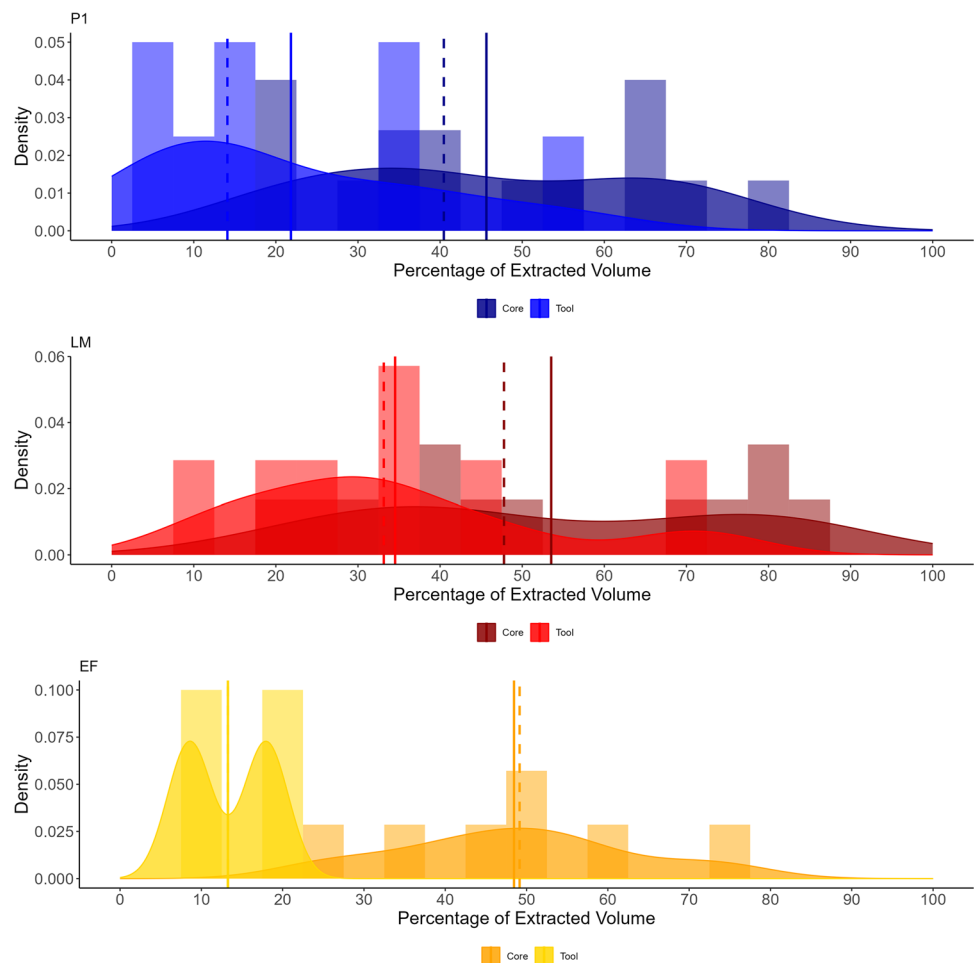 P1
0.05
0.04
0.03
0.02
0.01
0.00
Density
0 10 20 30 40 50 60 70 80 90 100
Percentage of Extracted Volume
Core Tool
LM
0.06
0.04
0.02
0.00
Density
0 10 20 30 40 50 60 70 80 90 100
Percentage of Extracted Volume
Core Tool
EF
0.100
0.075
0.050
0.025
0.000
Density
0 10 20 30 40 50 60 70 80 90 100
Percentage of Extracted Volume
Core Tool